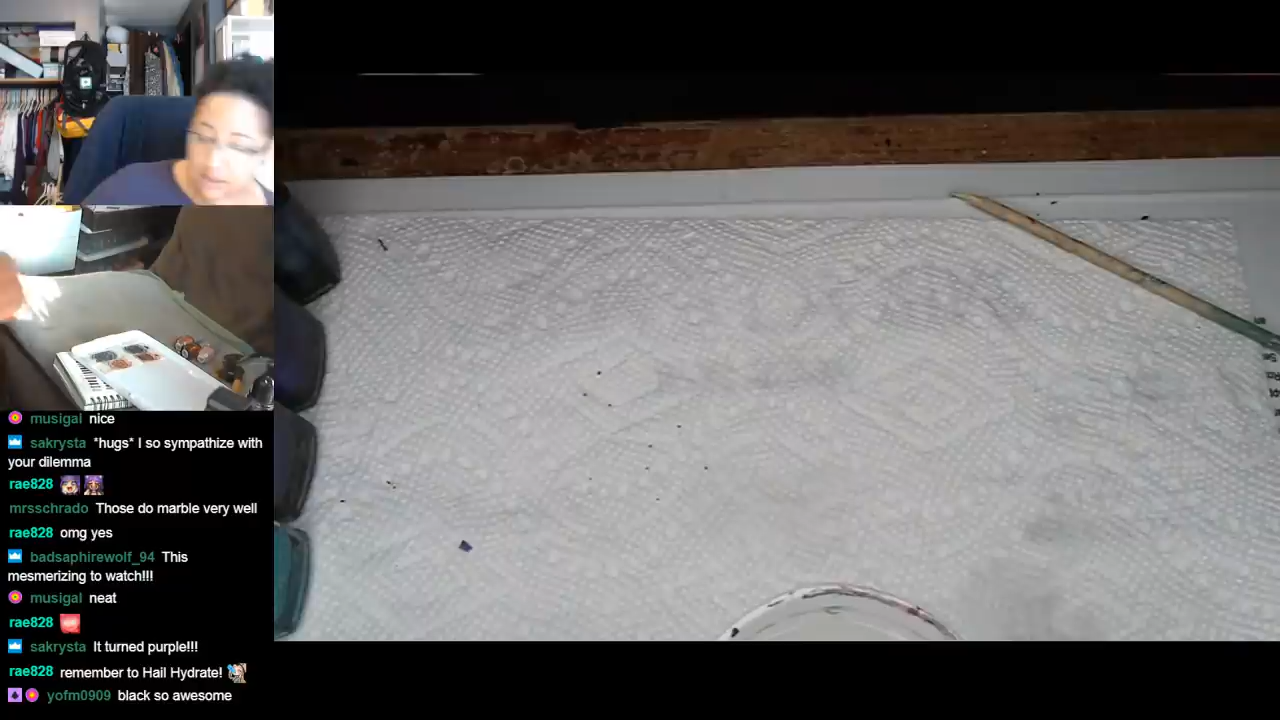 musigal nice
sakrysta *hugs* I so sympathize with
your dilemma
rae828
mrsschrado Those do marble very well
rae828 omg yes
badsaphirewolf_94 This
mesmerizing to watch!!!
musigal neat
rae828
sakrysta It turned purple!!!
rae828 remember to Hail Hydrate!
yofm0909 black so awesome